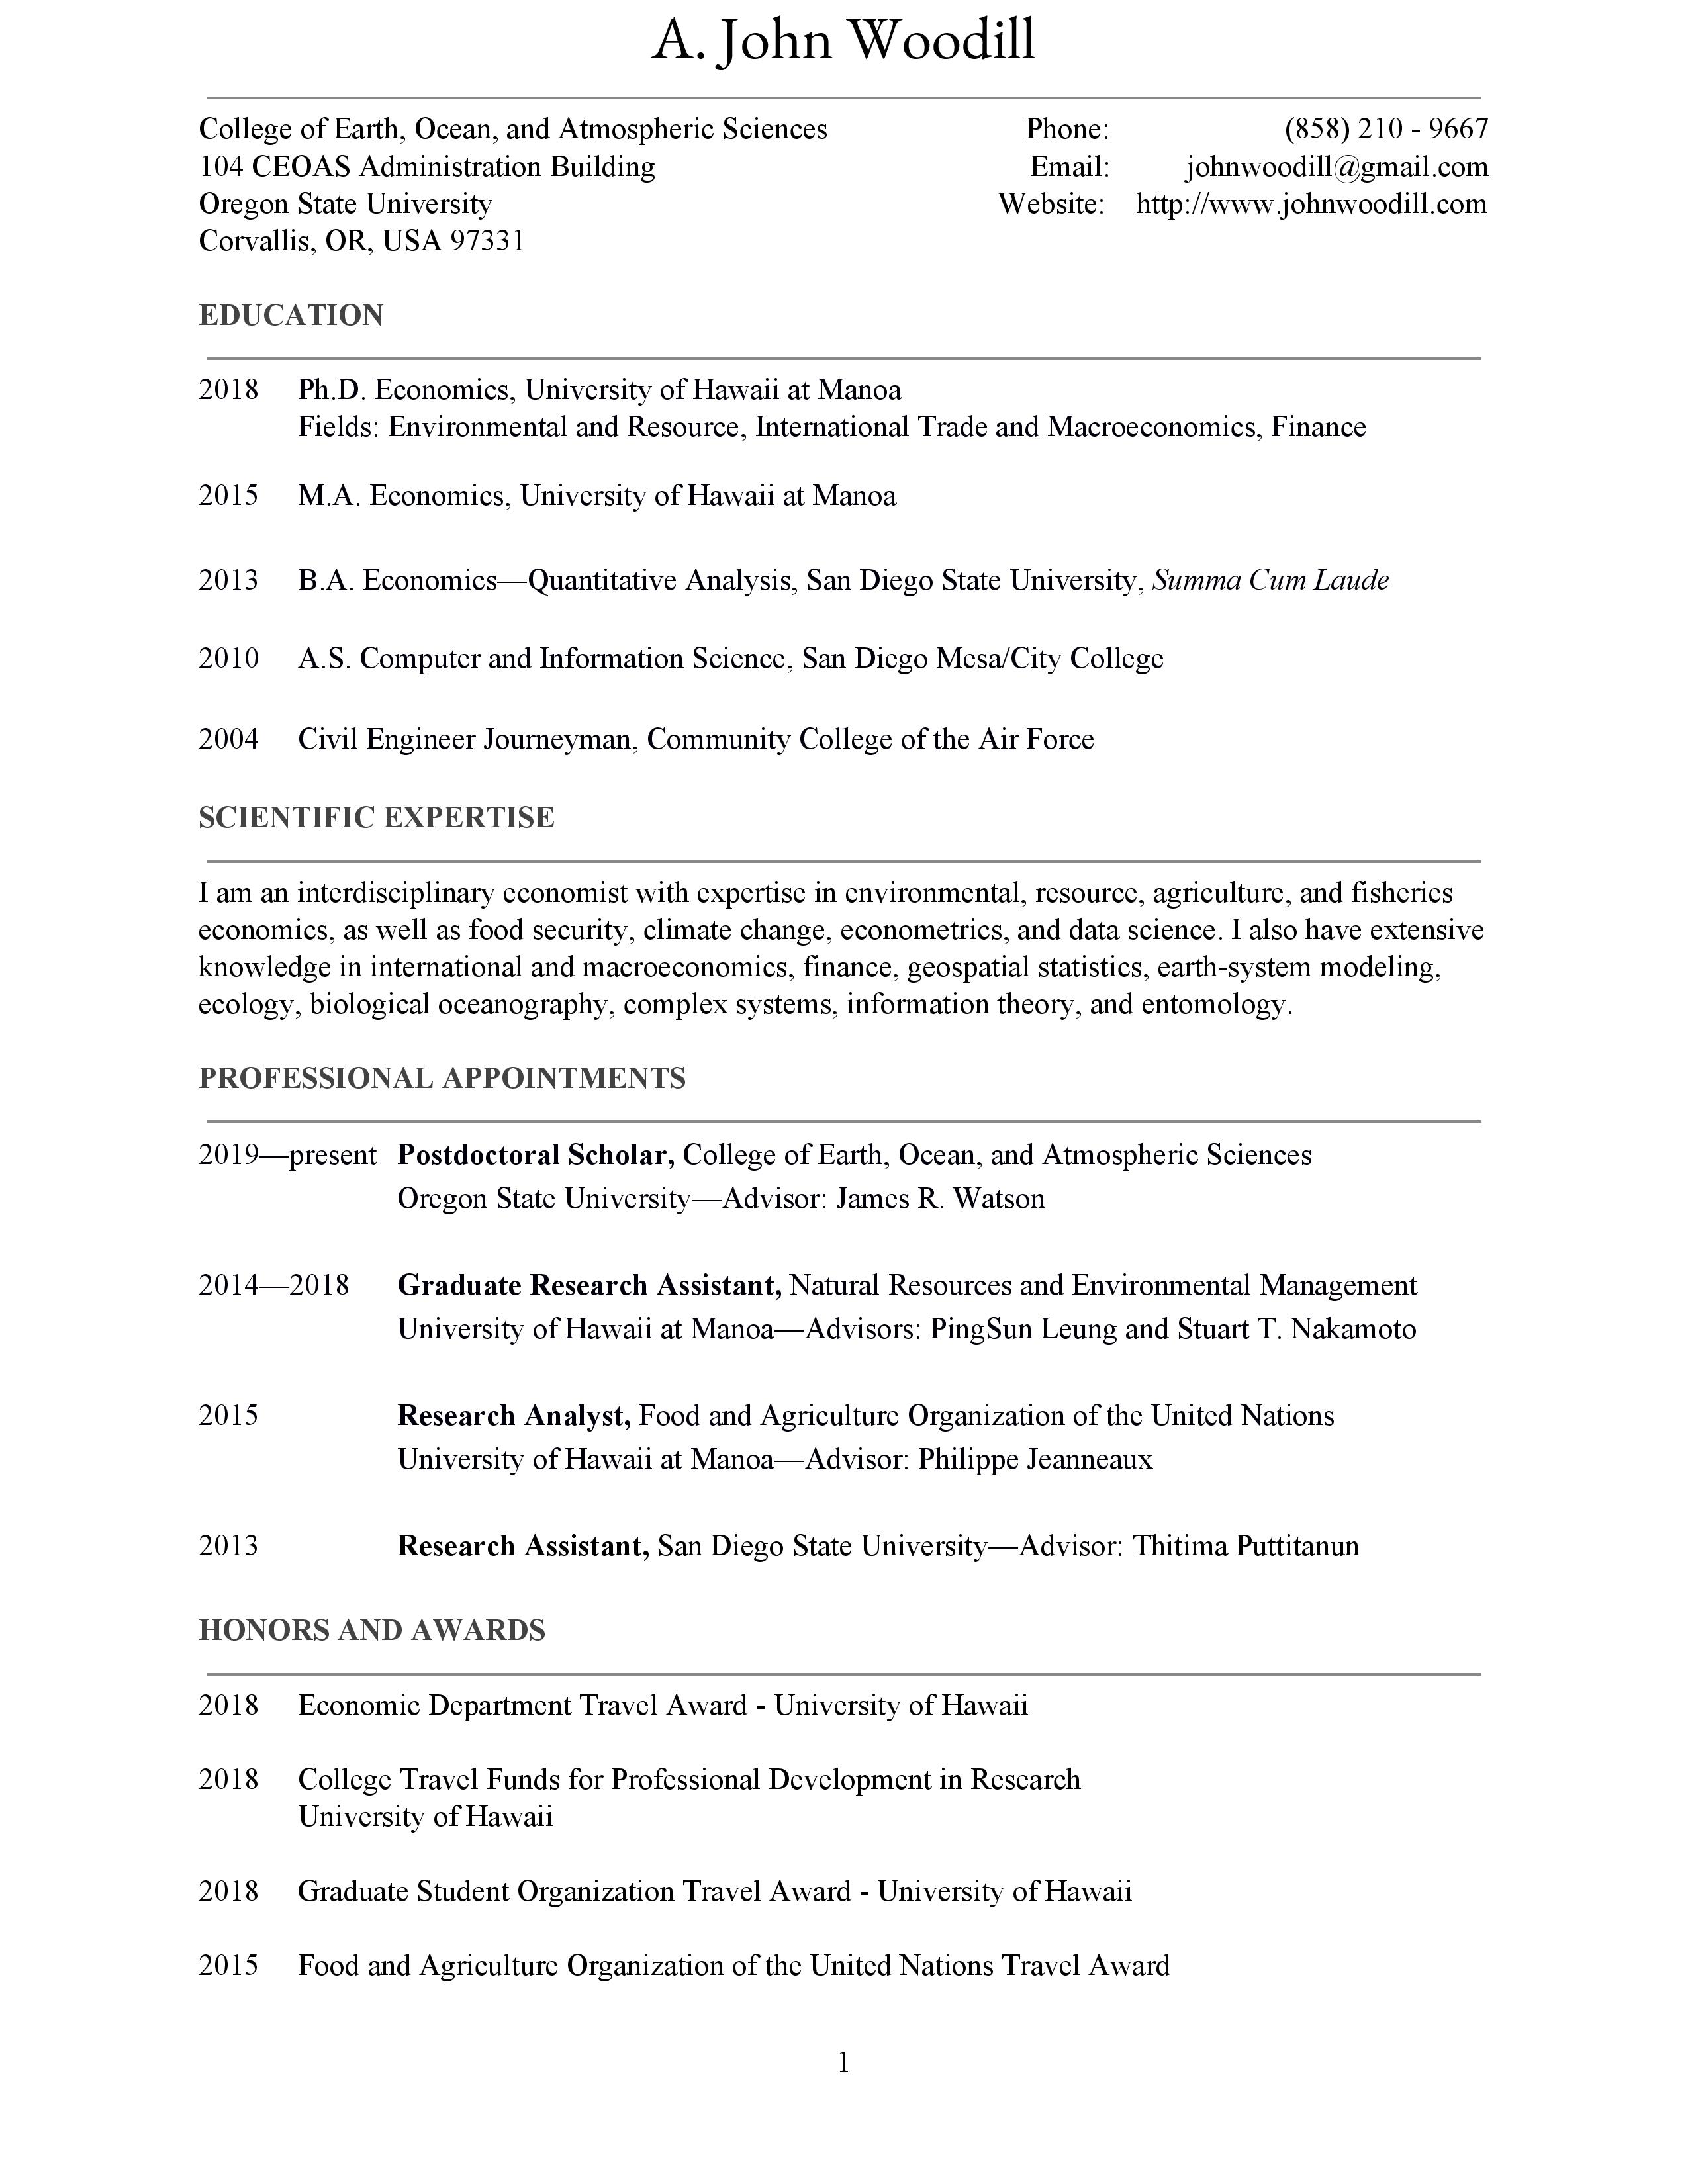 A. John Woodill
College of Earth, Ocean, and Atmospheric Sciences Phone: (858) 210 - 9667
104 CEOAS Administration Building Email: johnwoodill@gmail.com
Oregon State University Website: http://www.johnwoodill.com
Corvallis, OR, USA 97331
EDUCATION
2018 Ph.D. Economics, University of Hawaii at Manoa
Fields: Environmental and Resource, International Trade and Macroeconomics, Finance
2015 M.A. Economics, University of Hawaii at Manoa
2013 B.A. Economics—Quantitative Analysis, San Diego State University, Summa Cum Laude
2010 A.S. Computer and Information Science, San Diego Mesa/City College
2004 Civil Engineer Journeyman, Community College of the Air Force
SCIENTIFIC EXPERTISE
I am an interdisciplinary economist with expertise in environmental, resource, agriculture, and fisheries
economics, as well as food security, climate change, econometrics, and data science. I also have extensive
knowledge in international and macroeconomics, finance, geospatial statistics, earth-system modeling,
ecology, biological oceanography, complex systems, information theory, and entomology.
PROFESSIONAL APPOINTMENTS
2019—present Postdoctoral Scholar, College of Earth, Ocean, and Atmospheric Sciences
Oregon State University—Advisor: James R. Watson
2014—2018 Graduate Research Assistant, Natural Resources and Environmental Management
University of Hawaii at Manoa—Advisors: PingSun Leung and Stuart T. Nakamoto
2015 Research Analyst, Food and Agriculture Organization of the United Nations
University of Hawaii at Manoa—Advisor: Philippe Jeanneaux
2013 Research Assistant, San Diego State University—Advisor: Thitima Puttitanun
HONORS AND AWARDS
2018 Economic Department Travel Award - University of Hawaii
2018 College Travel Funds for Professional Development in Research
University of Hawaii
2018 Graduate Student Organization Travel Award - University of Hawaii
2015 Food and Agriculture Organization of the United Nations Travel Award
1